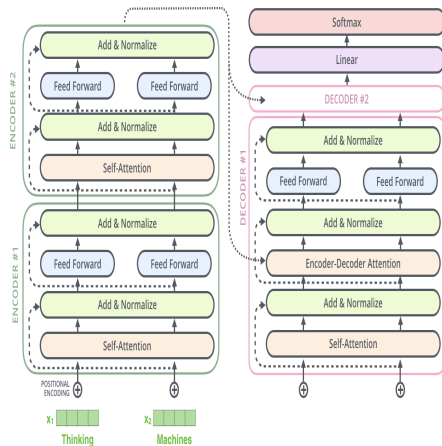 ENCODER #2
Add & Normalize
Feed Forward
Feed Forward
Add & Normalize
Self-Attention
ENCODER #1
Add & Normalize
Feed Forward
Feed Forward
Add & Normalize
Self-Attention
POSITIONAL
ENCODING
X1
X2
Thinking
Machines
Softmax
Linear
DECODER #2
DECODER #1
Add & Normalize
Feed Forward
Feed Forward
Add & Normalize
Encoder-Decoder Attention
Add & Normalize
Self-Attention